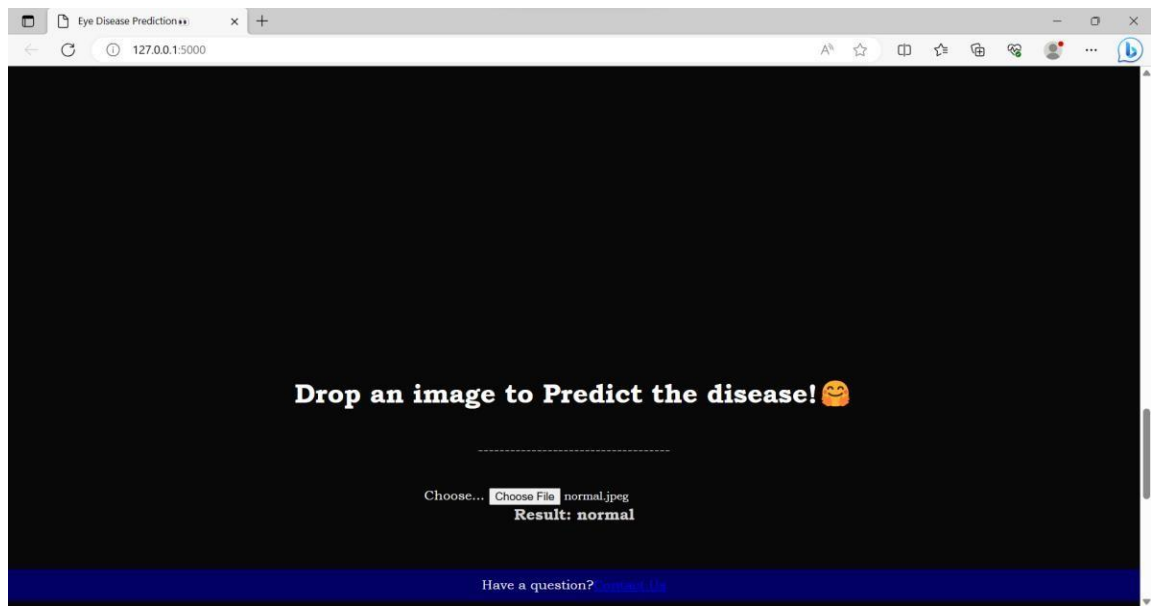 Eye Disease Prediction👀
127.0.0.1:5000
Drop an image to Predict the disease!🤗
------------------------------------
Choose... Choose File normal.jpeg
Result: normal
Have a question?Contact Us